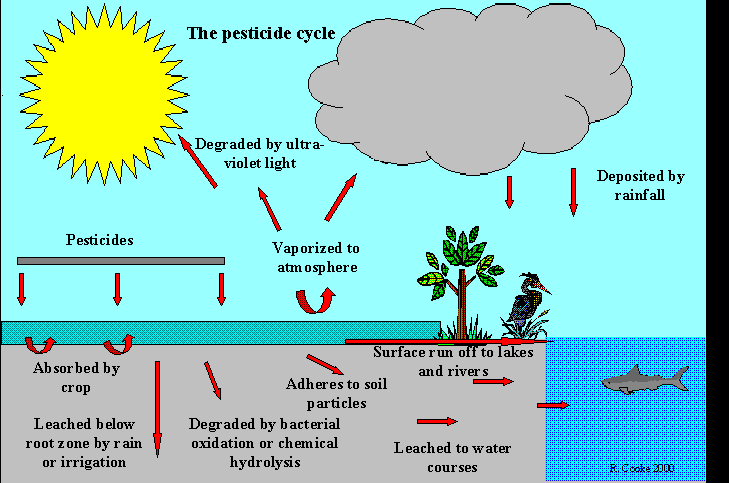 The pesticide cycle
Degraded by ultra-
violet light
Deposited by
rainfall
Pesticides
Vaporized to
atmosphere
Surface run off to lakes
and rivers
Absorbed by
crop
Adheres to soil
particles
Leached below
root zone by rain
or irrigation
Degraded by bacterial
oxidation or chemical
hydrolysis
Leached to water
courses
R. Cooke 2000